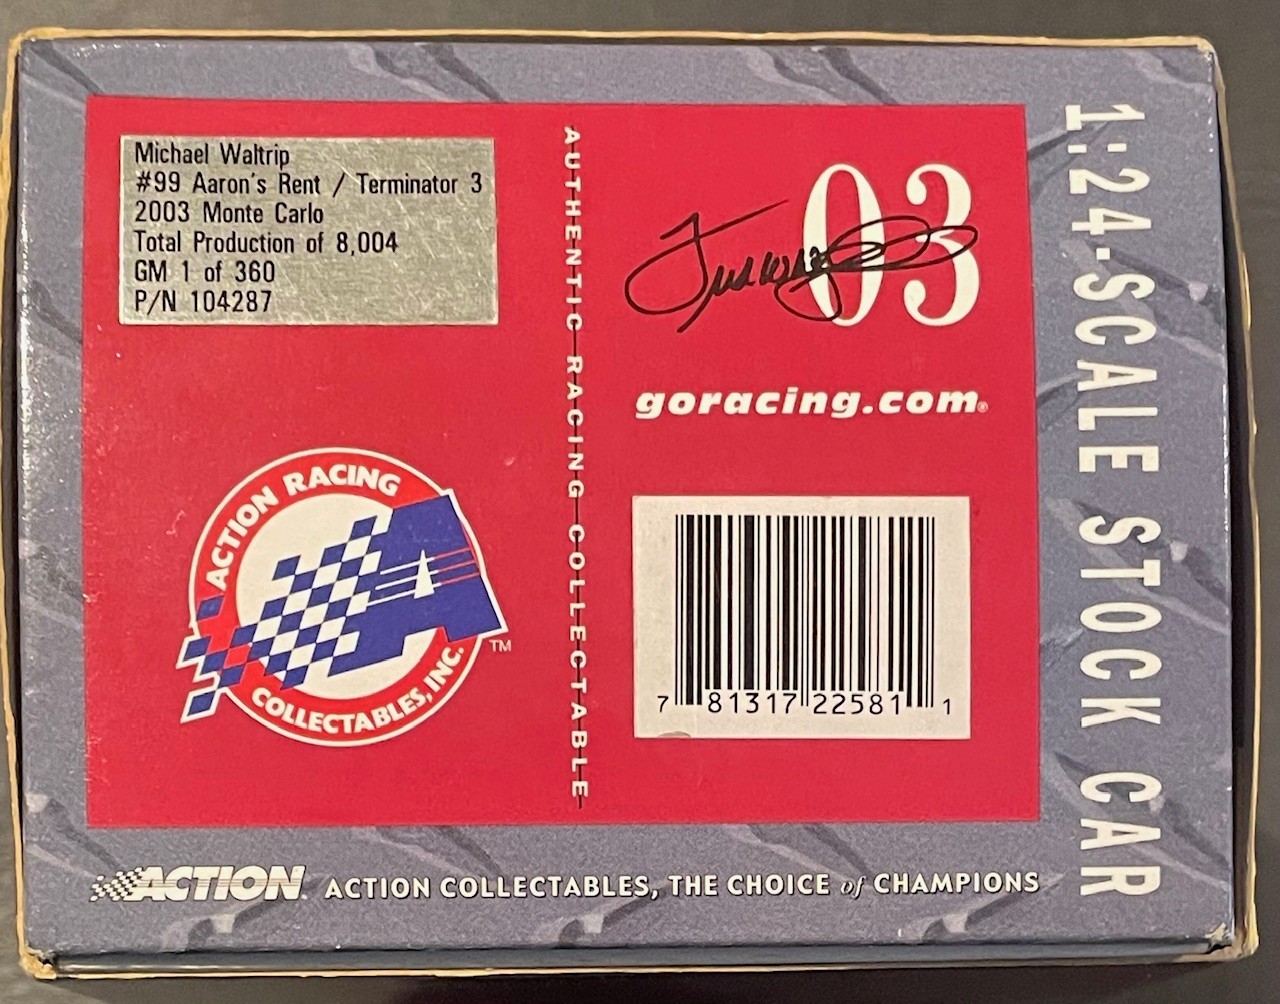 Michael Waltrip
#99 Aaron's Rent / Terminator 3
2003 Monte Carlo
Total Production of 8,004
GM 1 of 360
P/N 104287
ACTION RACING
COLLECTABLES, INC.
TM
AUTHENTIC RACING COLLECTABLE
03
goracing.com®
7 81317 22581 1
1:24-SCALE STOCK CAR
ACTION
ACTION COLLECTABLES, THE CHOICE of CHAMPIONS